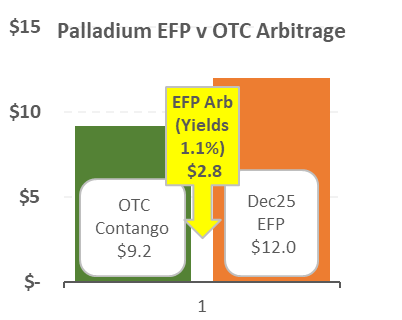 Palladium EFP v OTC Arbitrage
$15
$10
$5
$-
EFP Arb
(Yields
1.1%)
$2.8
OTC
Contango
$9.2
Dec25
EFP
$12.0
1